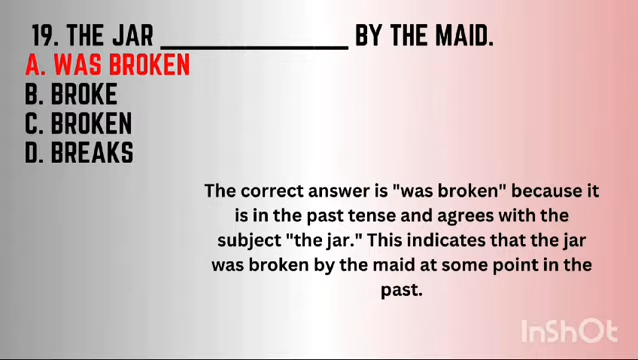 19. THE JAR ________________ BY THE MAID.
A. WAS BROKEN
B. BROKE
C. BROKEN
D. BREAKS
The correct answer is "was broken" because it
is in the past tense and agrees with the
subject "the jar." This indicates that the jar
was broken by the maid at some point in the
past.
InShOt